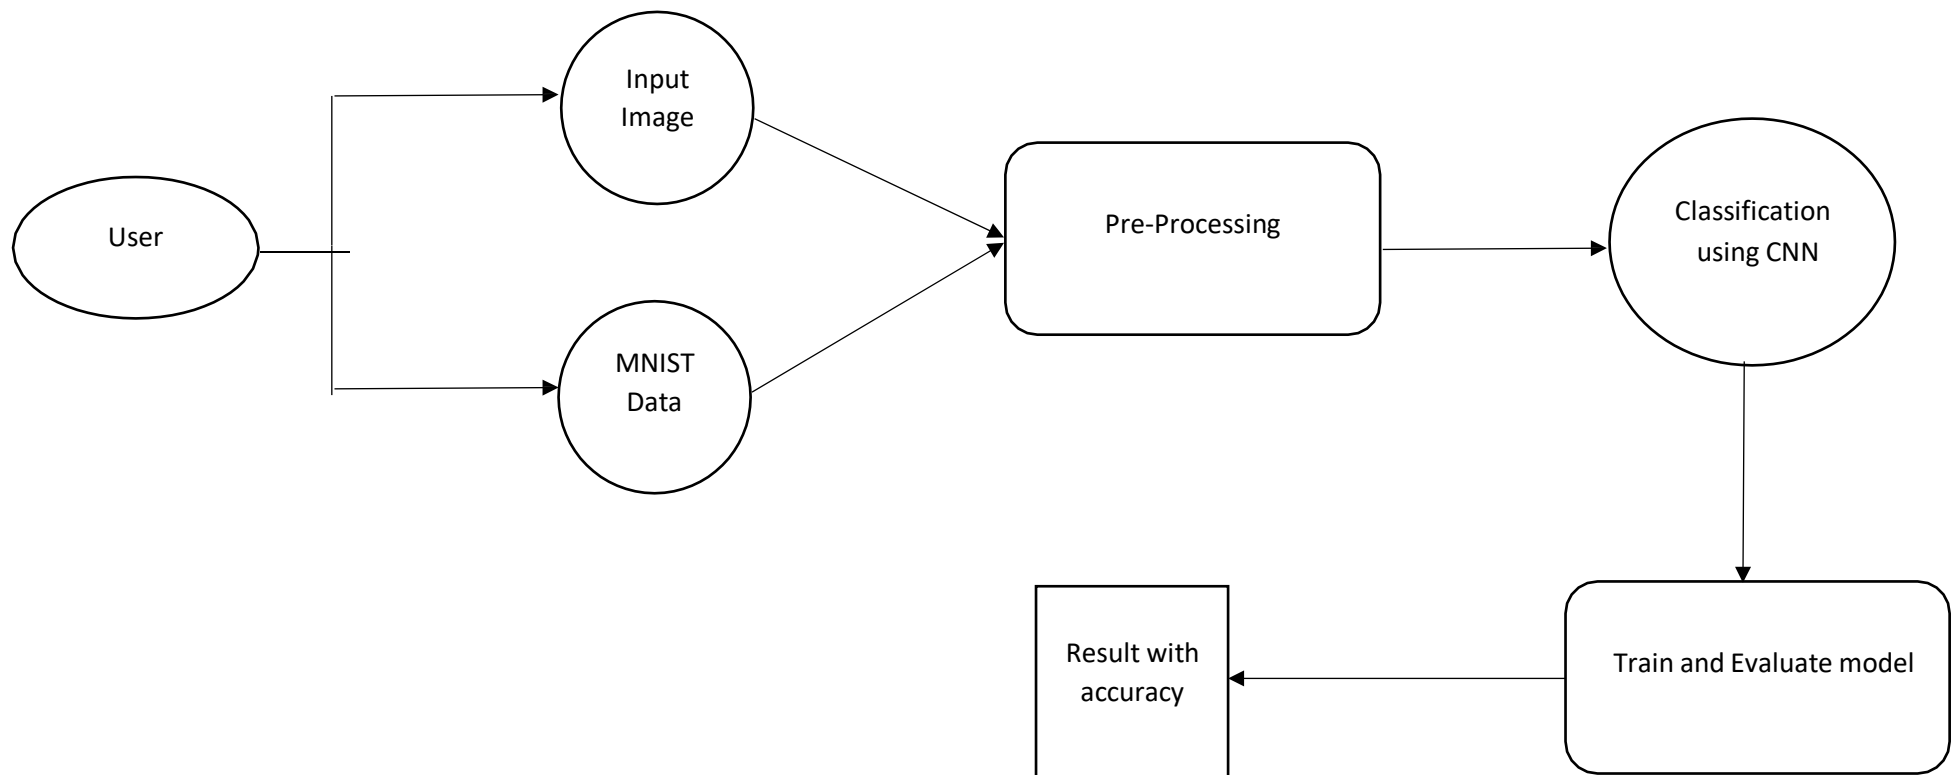 User
Input
Image
MNIST
Data
Pre-Processing
Classification
using CNN
Train and Evaluate model
Result with
accuracy